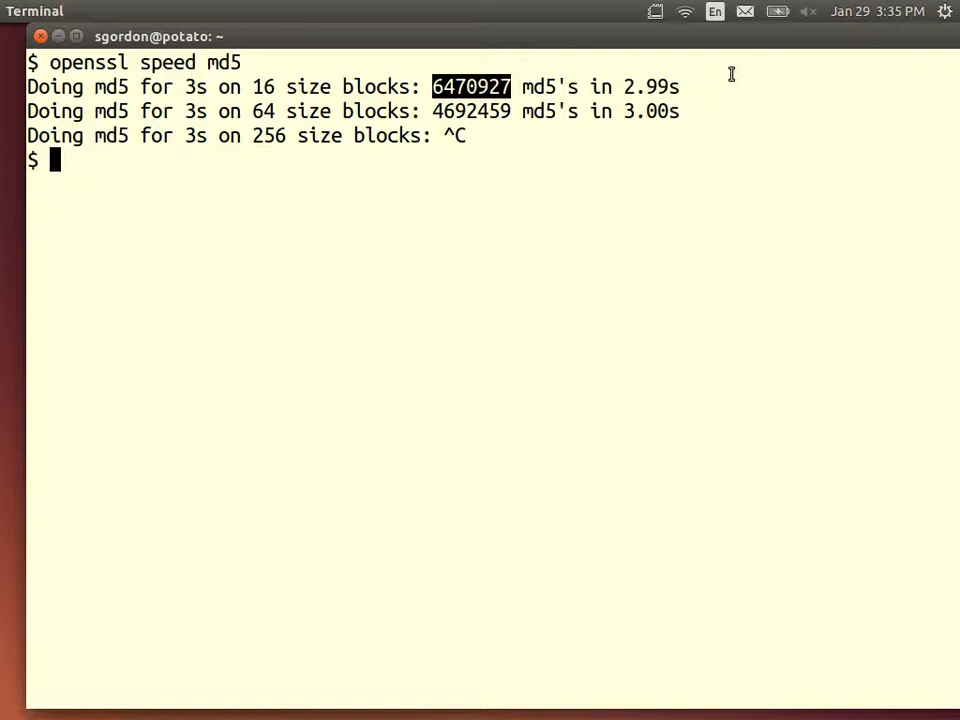 Terminal En Jan 29 3:35 PM
sgordon@potato: ~
$ openssl speed md5
Doing md5 for 3s on 16 size blocks: 6470927 md5's in 2.99s
Doing md5 for 3s on 64 size blocks: 4692459 md5's in 3.00s
Doing md5 for 3s on 256 size blocks: ^C
$